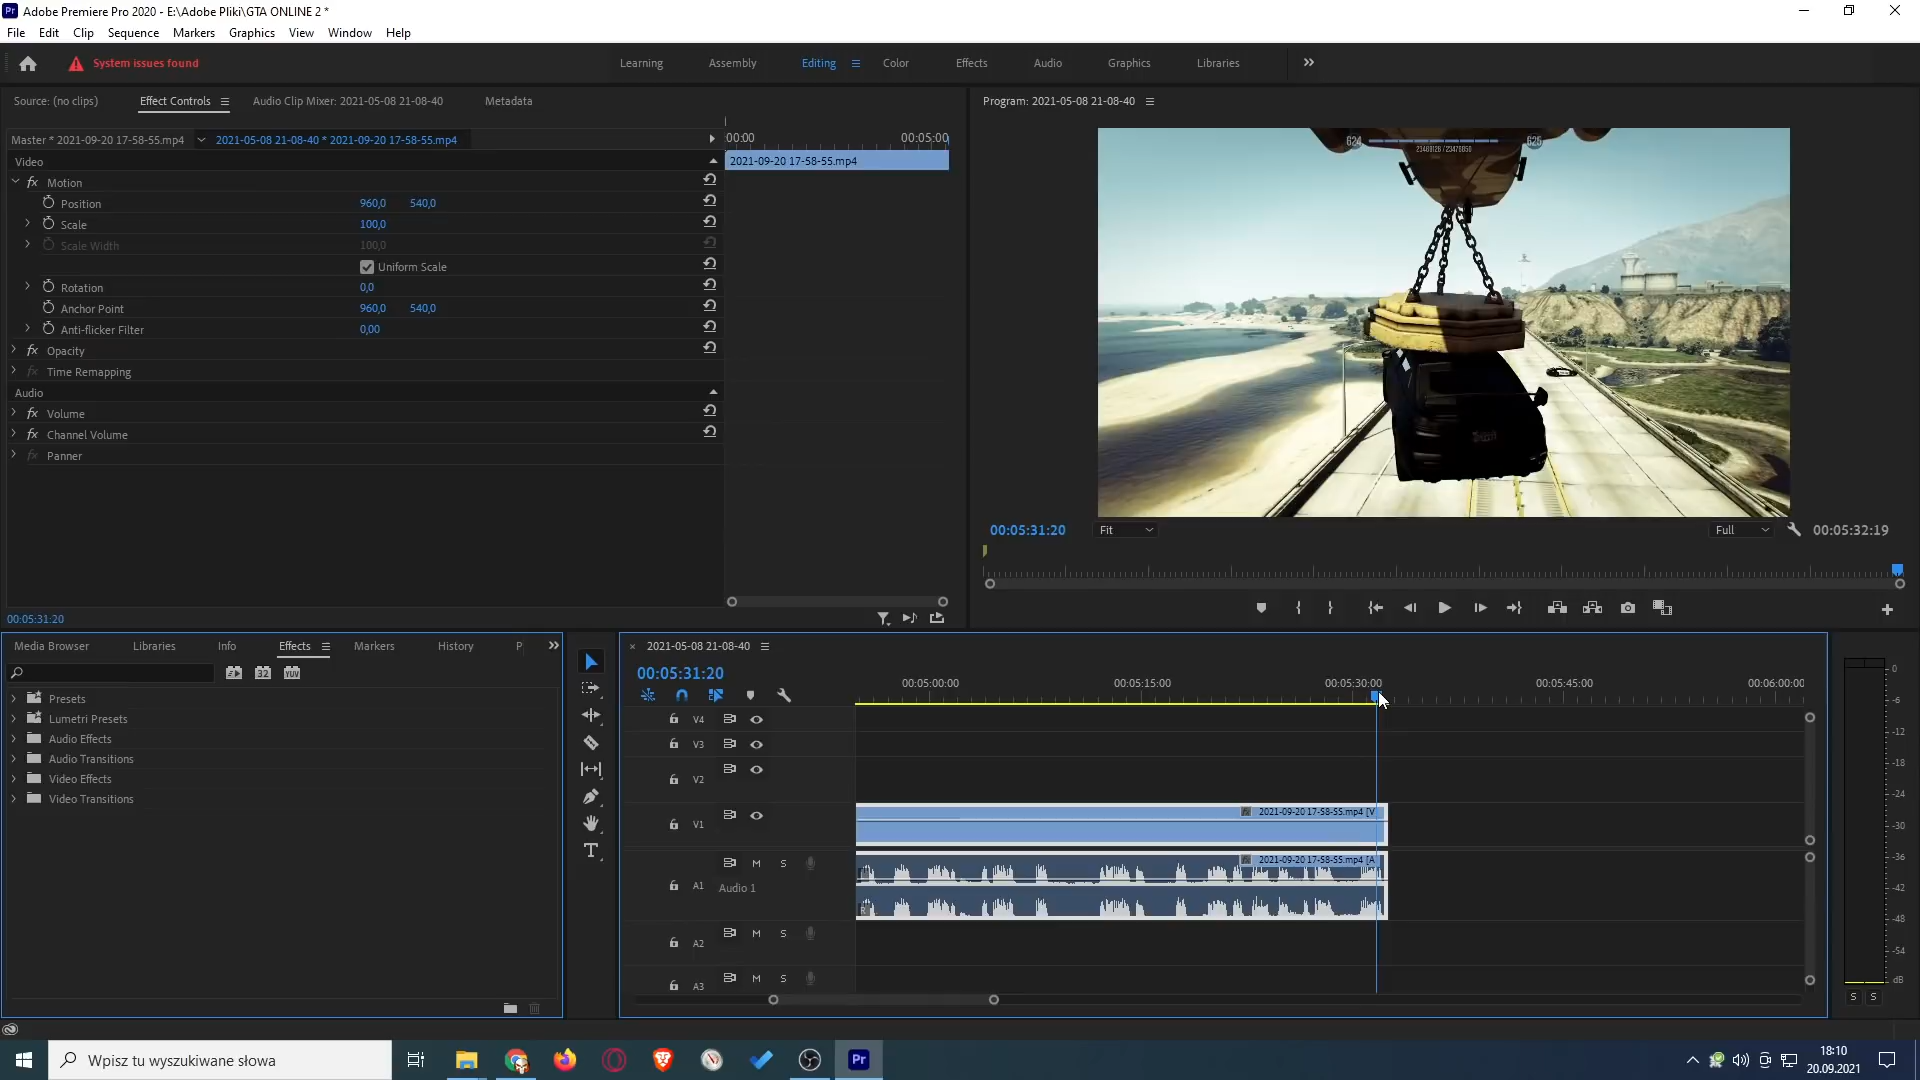 Adobe Premiere Pro 2020 - E:\Adobe Pliki\GTA ONLINE 2 *
File Edit Clip Sequence Markers Graphics View Window Help
System issues found
Learning Assembly Editing Color Effects Audio Graphics Libraries
Source: (no clips) Effect Controls Audio Clip Mixer: 2021-05-08 21-08-40 Metadata
Program: 2021-05-08 21-08-40
Master * 2021-09-20 17-58-55.mp4 2021-05-08 21-08-40 * 2021-09-20 17-58-55.mp4
:00:00 00:05:00
Video
2021-09-20 17-58-55.mp4
fx Motion
Position 960,0 540,0
Scale 100,0
Scale Width 100,0
Uniform Scale
Rotation 0,0
Anchor Point 960,0 540,0
Anti-flicker Filter 0,00
fx Opacity
fx Time Remapping
Audio
fx Volume
fx Channel Volume
fx Panner
00:05:31:20
624 625
00:05:31:20 Fit Full 00:05:32:19
Media Browser Libraries Info Effects Markers History P
32 YUV
Presets
Lumetri Presets
Audio Effects
Audio Transitions
Video Effects
Video Transitions
× 2021-05-08 21-08-40
00:05:31:20
00:05:00:00 00:05:15:00 00:05:30:00 00:05:45:00 00:06:00:00
V4
V3
V2
V1
2021-09-20 17-58-55.mp4 [V
2021-09-20 17-58-55.mp4 [A
M S
A1 Audio 1
R
M S
A2
M S
A3
0
-6
-12
-18
-24
-30
-36
-42
-48
-54
dB
S S
Wpisz tu wyszukiwane słowa
Pr
18:10
20.09.2021